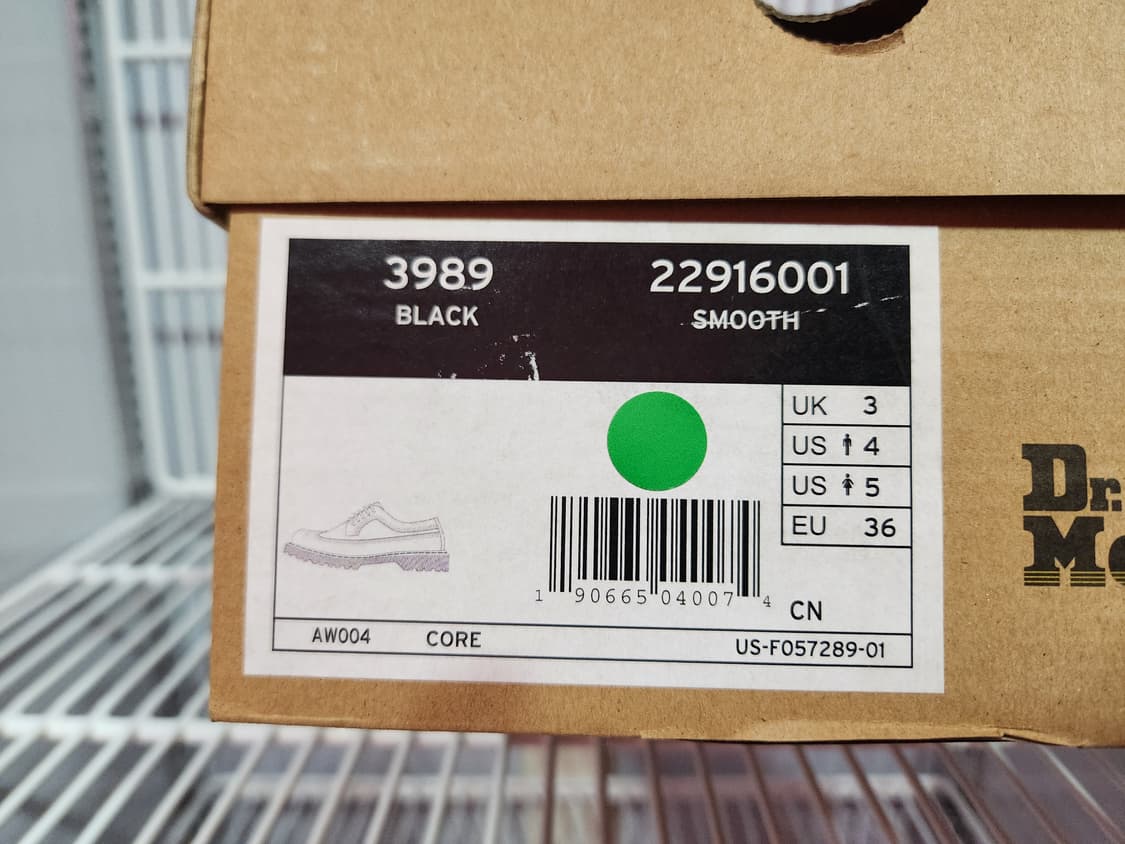 3989 22916001
BLACK SMOOTH
UK 3
US 4
US 5
EU 36
1 90665 04007 4
CN
AW004 CORE US-F057289-01
Dr.